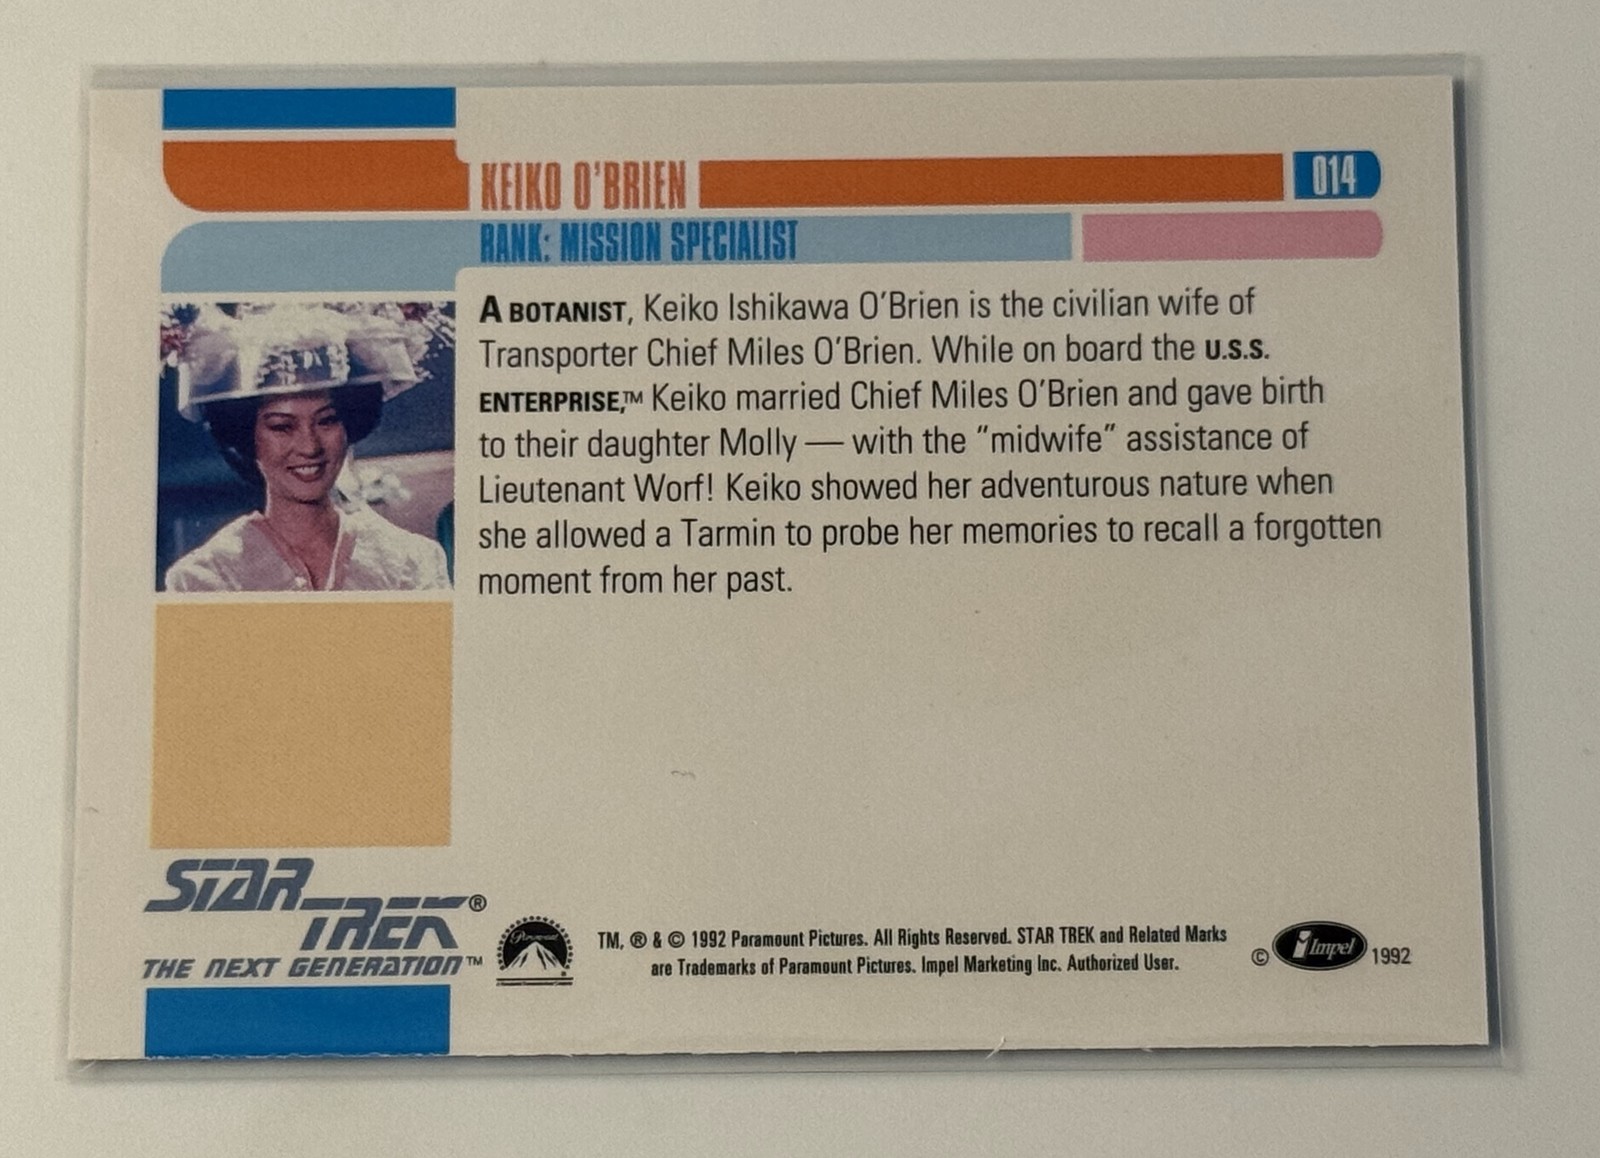 KEIKO O'BRIEN
014
RANK: MISSION SPECIALIST
A BOTANIST, Keiko Ishikawa O'Brien is the civilian wife of
Transporter Chief Miles O'Brien. While on board the U.S.S.
ENTERPRISE,™ Keiko married Chief Miles O'Brien and gave birth
to their daughter Molly — with the "midwife" assistance of
Lieutenant Worf! Keiko showed her adventurous nature when
she allowed a Tarmin to probe her memories to recall a forgotten
moment from her past.
STAR
TREK®
THE NEXT GENERATION™
Paramount
TM, ® & © 1992 Paramount Pictures. All Rights Reserved. STAR TREK and Related Marks
are Trademarks of Paramount Pictures. Impel Marketing Inc. Authorized User.
© Impel 1992